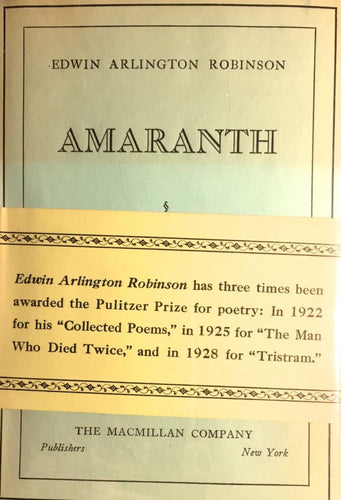 EDWIN ARLINGTON ROBINSON
AMARANTH
§
Edwin Arlington Robinson has three times been
awarded the Pulitzer Prize for poetry: In 1922
for his "Collected Poems," in 1925 for "The Man
Who Died Twice," and in 1928 for "Tristram."
THE MACMILLAN COMPANY
Publishers New York